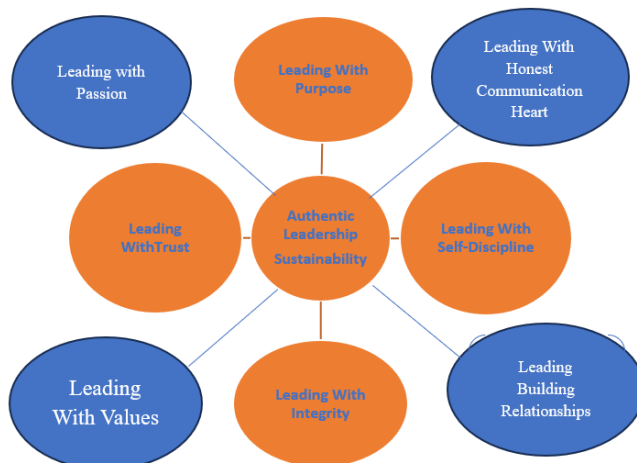 Leading with
Passion
Leading With
Purpose
Leading With
Honest
Communication
Heart
Leading
WithTrust
Authentic
Leadership
Sustainability
Leading With
Self-Discipline
Leading
With Values
Leading With
Integrity
Leading
Building
Relationships